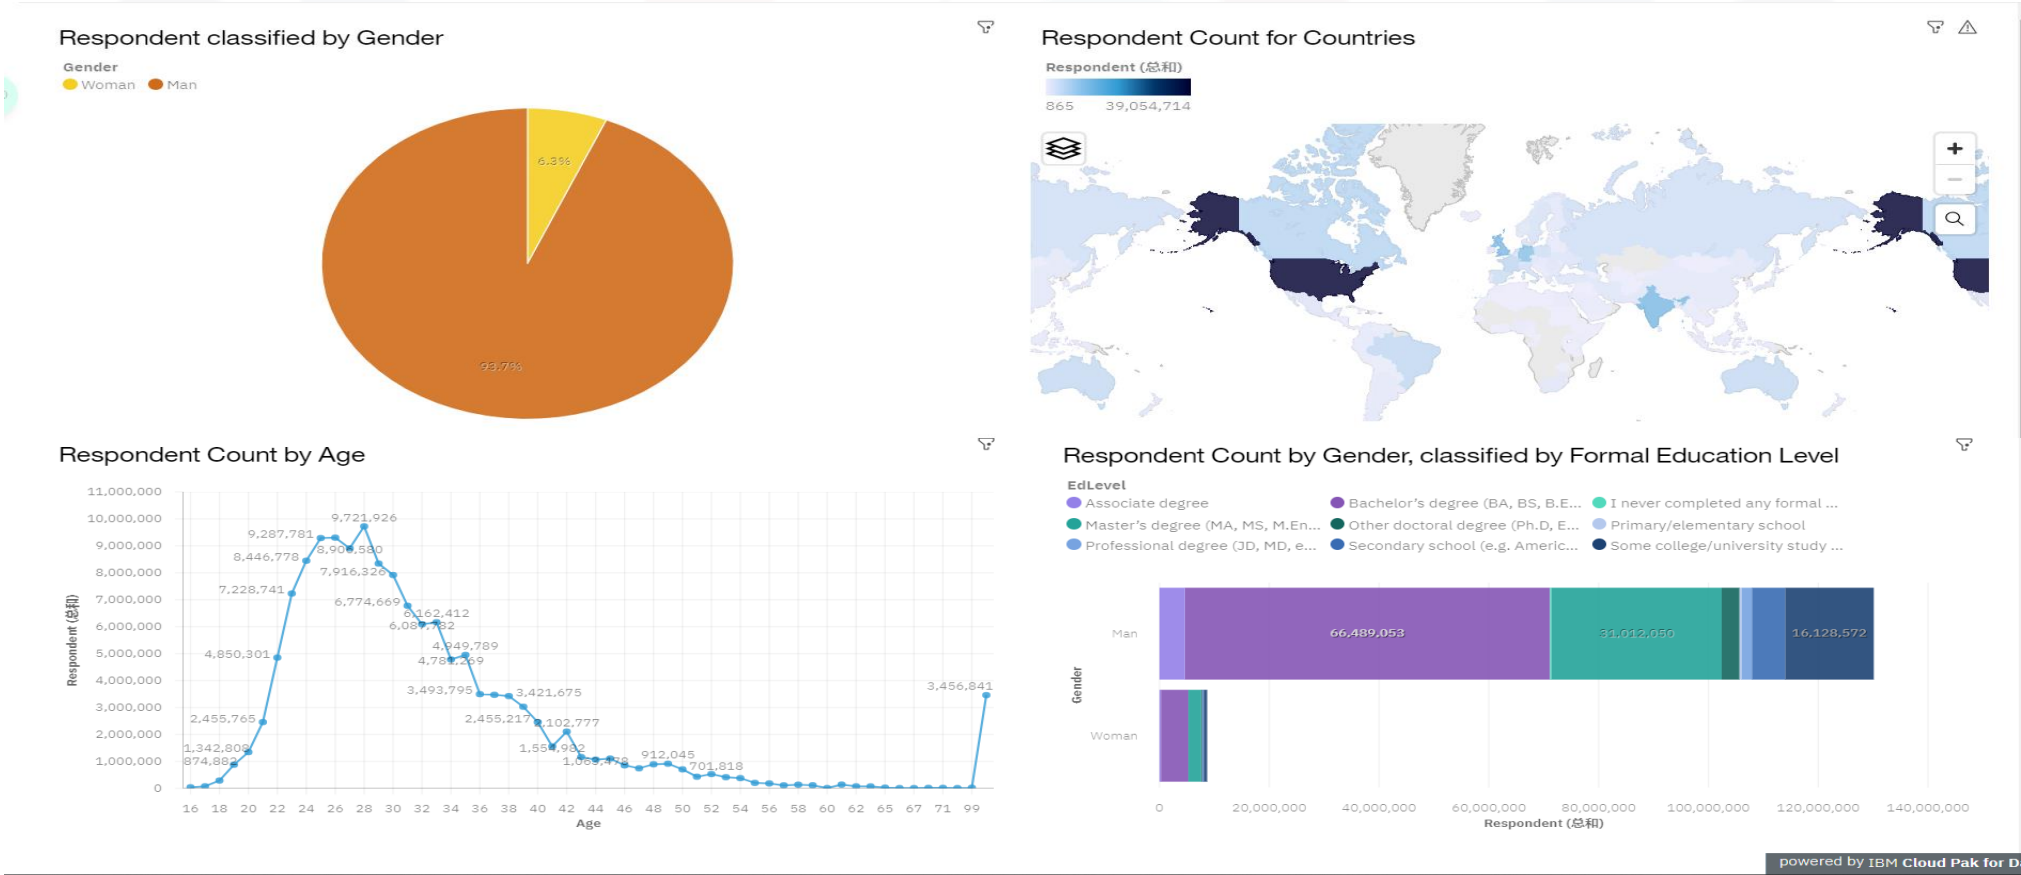 Respondent classified by Gender
Gender
Woman Man
6.3%
93.7%
Respondent Count for Countries
Respondent (总和)
865 39,054,714
Respondent Count by Age
11,000,000
10,000,000
9,000,000
8,000,000
7,000,000
6,000,000
5,000,000
4,000,000
3,000,000
2,000,000
1,000,000
0
Respondent (总和)
9,721,926
9,287,781
8,446,778
7,916,326
7,228,741
6,774,669
6,162,412
4,949,789
4,850,301
3,493,795
3,421,675
3,456,841
2,455,765
2,455,217
2,102,777
1,342,808
874,882
912,045
701,818
16 18 20 22 24 26 28 30 32 34 36 38 40 42 44 46 48 50 52 54 56 58 60 62 65 67 71 99
Age
Respondent Count by Gender, classified by Formal Education Level
EdLevel
Associate degree Bachelor's degree (BA, BS, B.E... I never completed any formal ...
Master's degree (MA, MS, M.En... Other doctoral degree (Ph.D, E... Primary/elementary school
Professional degree (JD, MD, e... Secondary school (e.g. Americ... Some college/university study ...
Gender
Man
66,489,053 31,012,050 16,128,572
Woman
0 20,000,000 40,000,000 60,000,000 80,000,000 100,000,000 120,000,000 140,000,000
Respondent (总和)
powered by IBM Cloud Pak for D